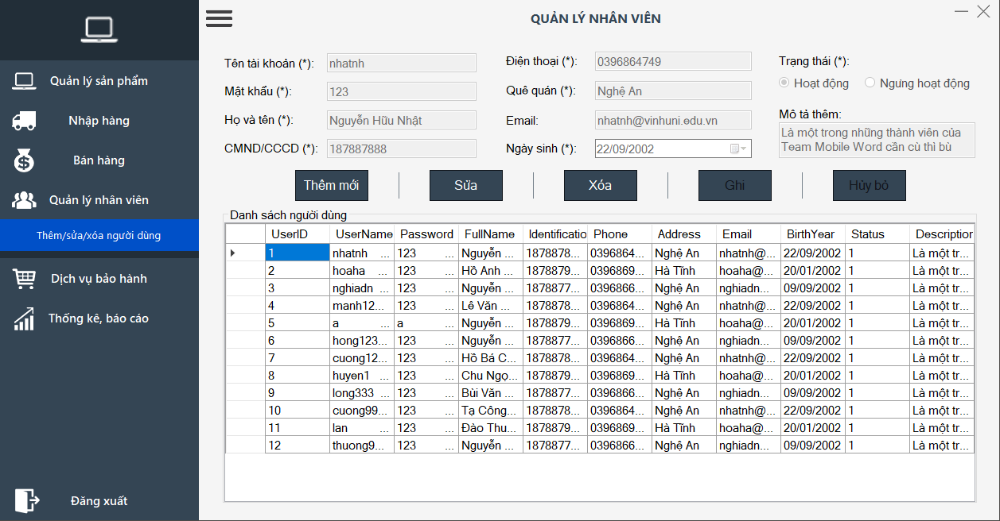 QUẢN LÝ NHÂN VIÊN
Quản lý sản phẩm
Nhập hàng
Bán hàng
Quản lý nhân viên
Thêm/sửa/xóa người dùng
Dịch vụ bảo hành
Thống kê, báo cáo
Đăng xuất
Tên tài khoản (*): nhatnh
Mật khẩu (*): 123
Họ và tên (*): Nguyễn Hữu Nhật
CMND/CCCD (*): 187887888
Điện thoại (*): 0396864749
Quê quán (*): Nghệ An
Email: nhatnh@vinhuni.edu.vn
Ngày sinh (*): 22/09/2002
Trạng thái (*):
Hoạt động Ngưng hoạt động
Mô tả thêm:
Là một trong những thành viên của
Team Mobile Word cần cù thì bù
Thêm mới Sửa Xóa Ghi Hủy bỏ
Danh sách người dùng
UserID UserName Password FullName Identificatio Phone Address Email BirthYear Status Description
1 nhatnh ... 123 ... Nguyễn ... 1878878... 0396864... Nghệ An nhatnh@... 22/09/2002 1 Là một tr...
2 hoaha ... 123 ... Hồ Anh ... 1878879... 0396869... Hà Tĩnh hoaha@... 20/01/2002 1 Là một tr...
3 nghiadn ... 123 ... Nguyễn ... 1878877... 0396866... Nghệ An nghiadn... 09/09/2002 1 Là một tr...
4 manh12... 123 ... Lê Văn ... 1878878... 0396864... Nghệ An nhatnh@... 22/09/2002 1 Là một tr...
5 a ... a ... Nguyễn ... 1878879... 0396869... Hà Tĩnh hoaha@... 20/01/2002 1 Là một tr...
6 hong123... 123 ... Nguyễn ... 1878877... 0396866... Nghệ An nghiadn... 09/09/2002 1 Là một tr...
7 cuong12... 123 ... Hồ Bá C... 1878878... 0396864... Nghệ An nhatnh@... 22/09/2002 1 Là một tr...
8 huyen1 ... 123 ... Chu Ngọ... 1878879... 0396869... Hà Tĩnh hoaha@... 20/01/2002 1 Là một tr...
9 long333 ... 123 ... Bùi Văn ... 1878877... 0396866... Nghệ An nghiadn... 09/09/2002 1 Là một tr...
10 cuong99... 123 ... Tạ Công... 1878878... 0396864... Nghệ An nhatnh@... 22/09/2002 1 Là một tr...
11 lan ... 123 ... Đào Thu... 1878879... 0396869... Hà Tĩnh hoaha@... 20/01/2002 1 Là một tr...
12 thuong9... 123 ... Nguyễn ... 1878877... 0396866... Nghệ An nghiadn... 09/09/2002 1 Là một tr...